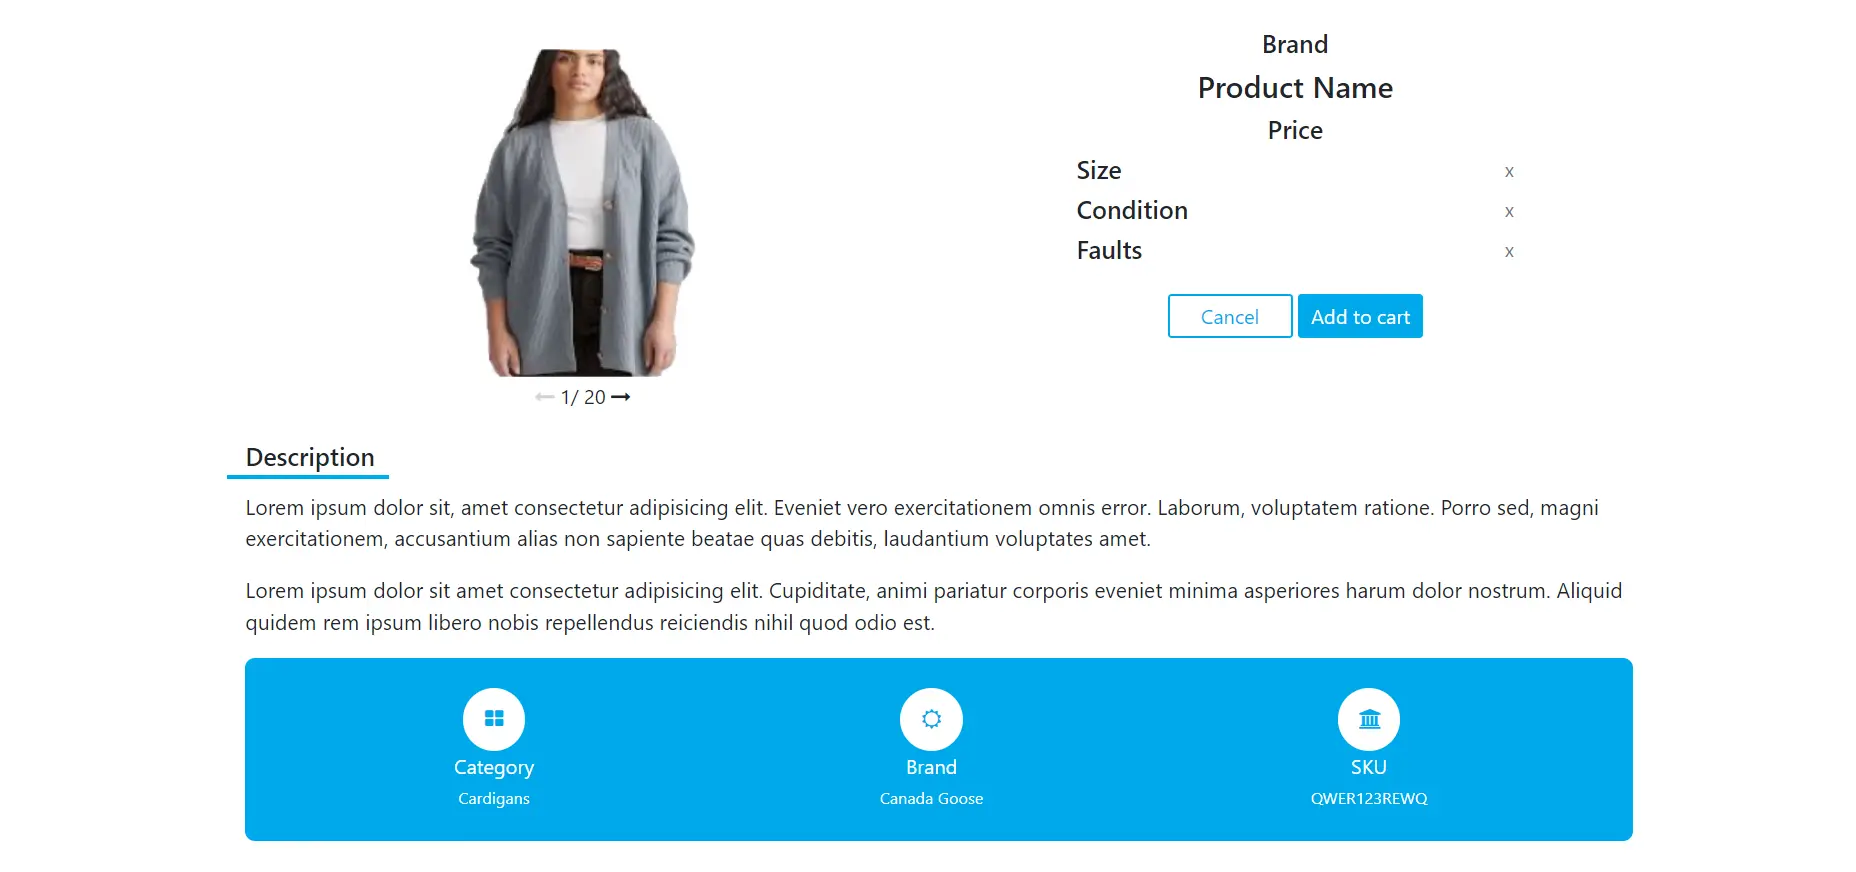 Brand
Product Name
Price
Size x
Condition x
Faults x
Cancel Add to cart
1/ 20
Description
Lorem ipsum dolor sit, amet consectetur adipisicing elit. Eveniet vero exercitationem omnis error. Laborum, voluptatem ratione. Porro sed, magni
exercitationem, accusantium alias non sapiente beatae quas debitis, laudantium voluptates amet.
Lorem ipsum dolor sit amet consectetur adipisicing elit. Cupiditate, animi pariatur corporis eveniet minima asperiores harum dolor nostrum. Aliquid
quidem rem ipsum libero nobis repellendus reiciendis nihil quod odio est.
Category Brand SKU
Cardigans Canada Goose QWER123REWQ